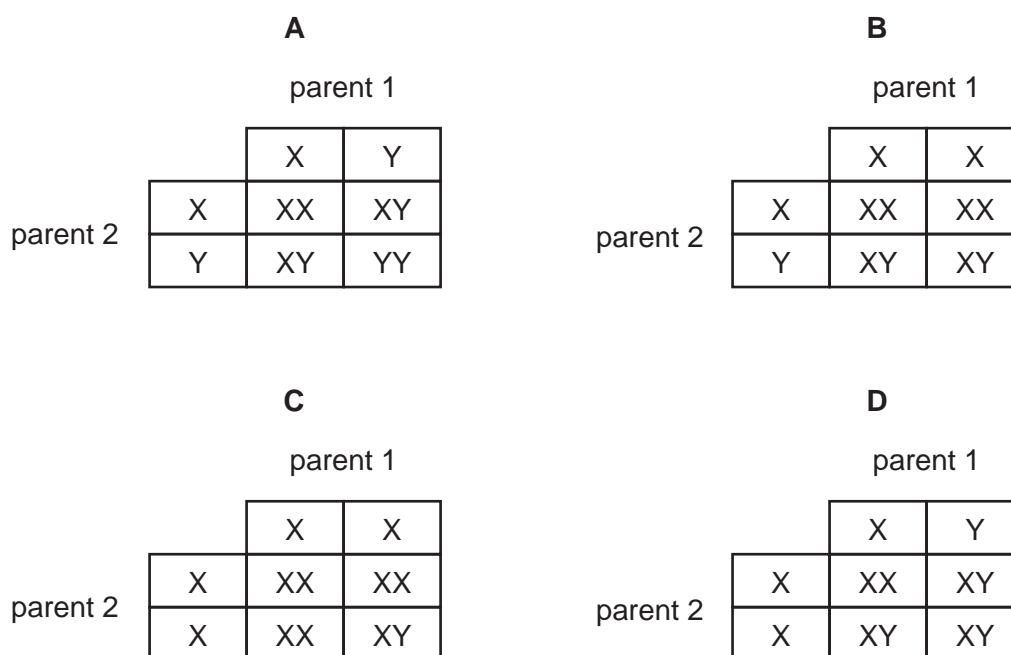 A
parent 1
X Y
parent 2
X XX XY
Y XY YY
B
parent 1
X X
parent 2
X XX XX
Y XY XY
C
parent 1
X X
parent 2
X XX XX
X XX XY
D
parent 1
X Y
parent 2
X XX XY
X XY XY